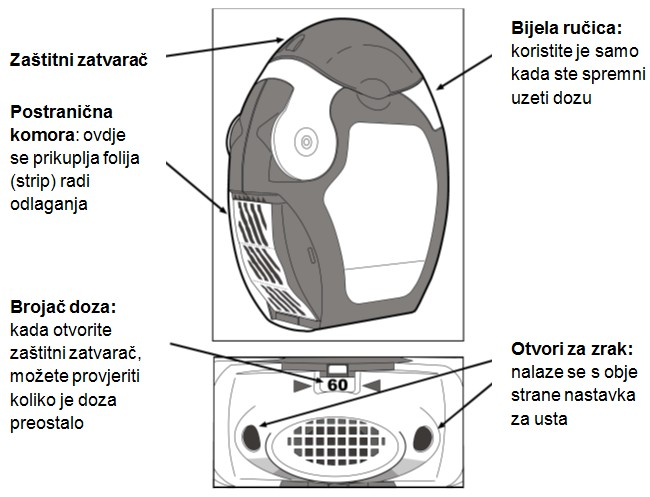 Zaštitni zatvarač
Postranična
komora: ovdje
se prikuplja folija
(strip) radi
odlaganja
Brojač doza:
kada otvorite
zaštitni zatvarač,
možete provjeriti
koliko je doza
preostalo
Bijela ručica:
koristite je samo
kada ste spremni
uzeti dozu
60
Otvori za zrak:
nalaze se s obje
strane nastavka
za usta